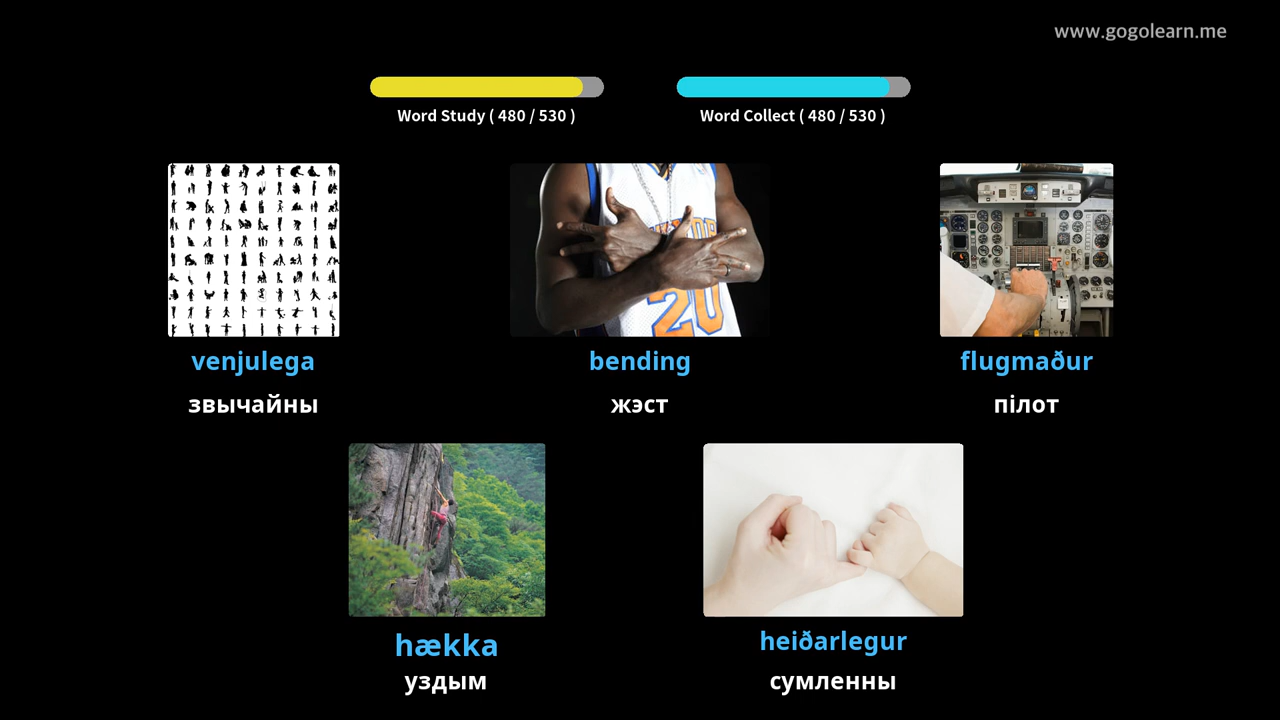 www.gogolearn.me
Word Study ( 480 / 530 )
Word Collect ( 480 / 530 )
venjulega
звычайны
bending
жэст
20
flugmaður
пілот
hækka
уздым
heiðarlegur
сумленны